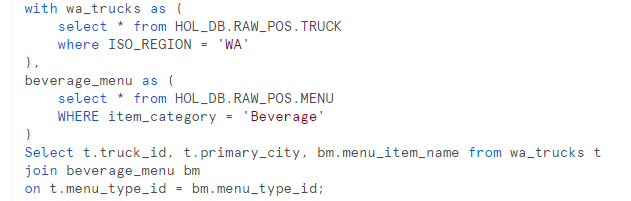 with wa_trucks as (
    select * from HOL_DB.RAW_POS.TRUCK
    where ISO_REGION = 'WA'
),
beverage_menu as (
    select * from HOL_DB.RAW_POS.MENU
    WHERE item_category = 'Beverage'
)
Select t.truck_id, t.primary_city, bm.menu_item_name from wa_trucks t
join beverage_menu bm
on t.menu_type_id = bm.menu_type_id;